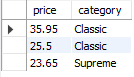 price category
35.95 Classic
25.5 Classic
23.65 Supreme